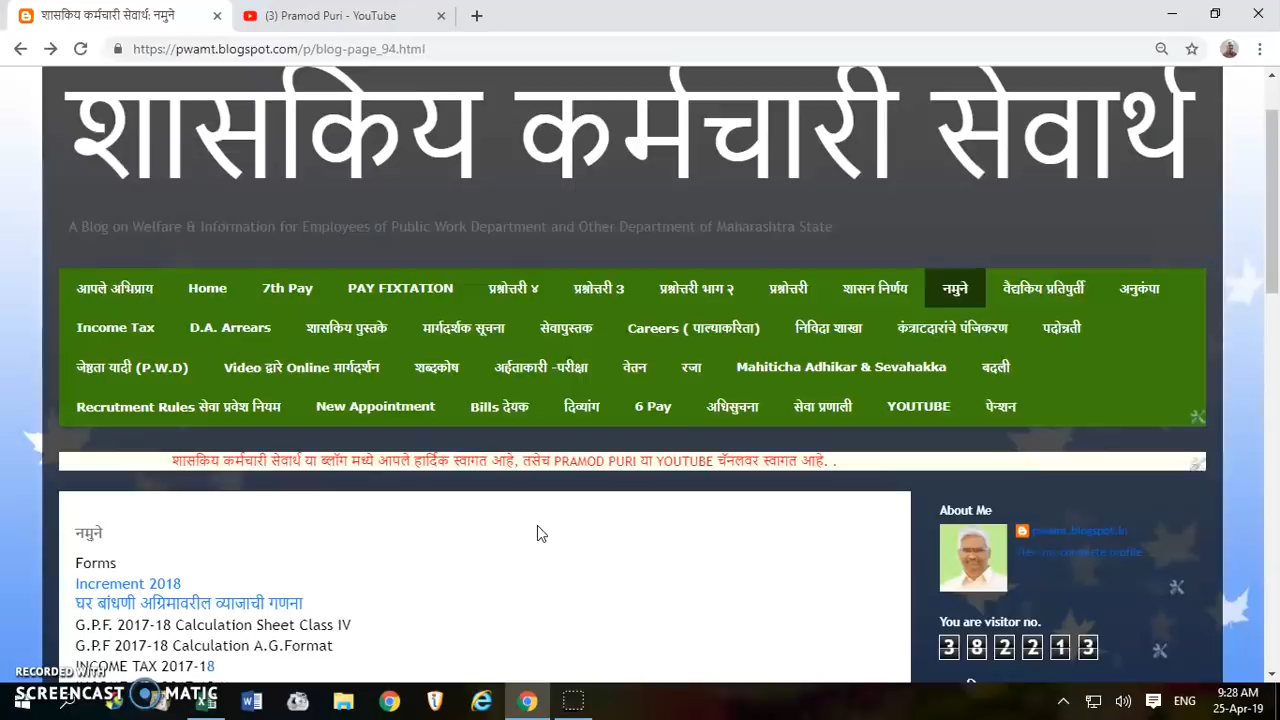 शासकिय कर्मचारी सेवार्थ: नमुने
(3) Pramod Puri - YouTube
https://pwamt.blogspot.com/p/blog-page_94.html
शासकिय कर्मचारी सेवार्थ
A Blog on Welfare & Information for Employees of Public Work Department and Other Department of Maharashtra State
आपले अभिप्राय Home 7th Pay PAY FIXTATION प्रश्नोत्तरी ४ प्रश्नोत्तरी 3 प्रश्नोत्तरी भाग २ प्रश्नोत्तरी शासन निर्णय नमुने वैद्यकिय प्रतिपुर्ती अनुकंपा
Income Tax D.A. Arrears शासकिय पुस्तके मार्गदर्शक सूचना सेवापुस्तक Careers ( पाल्याकरिता) निविदा शाखा कंत्राटदारांचे पंजिकरण पदोन्नती
जेष्ठता यादी (P.W.D) Video द्वारे Online मार्गदर्शन शब्दकोष अर्हताकारी -परीक्षा वेतन रजा Mahiticha Adhikar & Sevahakka बदली
Recrutment Rules सेवा प्रवेश नियम New Appointment Bills देयक दिव्यांग 6 Pay अधिसुचना सेवा प्रणाली YOUTUBE पेन्शन
शासकिय कर्मचारी सेवार्थ या ब्लॉग मध्ये आपले हार्दिक स्वागत आहे, तसेच PRAMOD PURI या YOUTUBE चॅनलवर स्वागत आहे. .
नमुने
Forms
Increment 2018
घर बांधणी अग्रिमावरील व्याजाची गणना
G.P.F. 2017-18 Calculation Sheet Class IV
G.P.F 2017-18 Calculation A.G.Format
INCOME TAX 2017-18
About Me
pwamt.blogspot.in
View my complete profile
You are visitor no.
382213
RECORDED WITH
SCREENCAST MATIC
ENG
9:28 AM
25-Apr-19